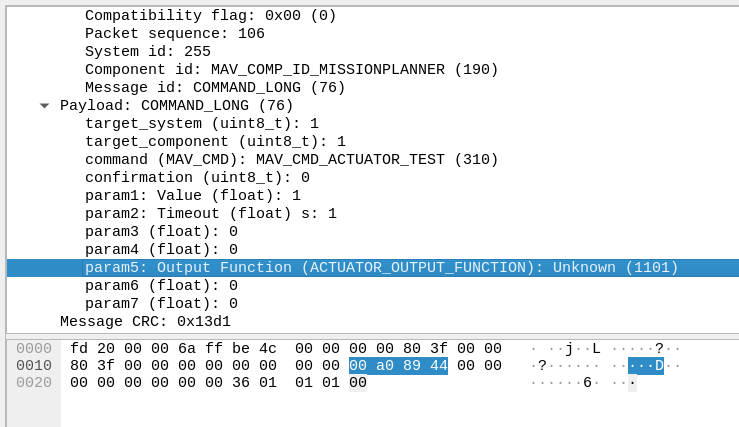 Compatibility flag: 0x00 (0)
Packet sequence: 106
System id: 255
Component id: MAV_COMP_ID_MISSIONPLANNER (190)
Message id: COMMAND_LONG (76)
Payload: COMMAND_LONG (76)
target_system (uint8_t): 1
target_component (uint8_t): 1
command (MAV_CMD): MAV_CMD_ACTUATOR_TEST (310)
confirmation (uint8_t): 0
param1: Value (float): 1
param2: Timeout (float) s: 1
param3 (float): 0
param4 (float): 0
param5: Output Function (ACTUATOR_OUTPUT_FUNCTION): Unknown (1101)
param6 (float): 0
param7 (float): 0
Message CRC: 0x13d1
0000 fd 20 00 00 6a ff be 4c 00 00 00 00 80 3f 00 00 · ··j··L ·····?··
0010 80 3f 00 00 00 00 00 00 00 00 00 a0 89 44 00 00 ·?······ ·····D··
0020 00 00 00 00 00 00 36 01 01 01 00 ······6· ···